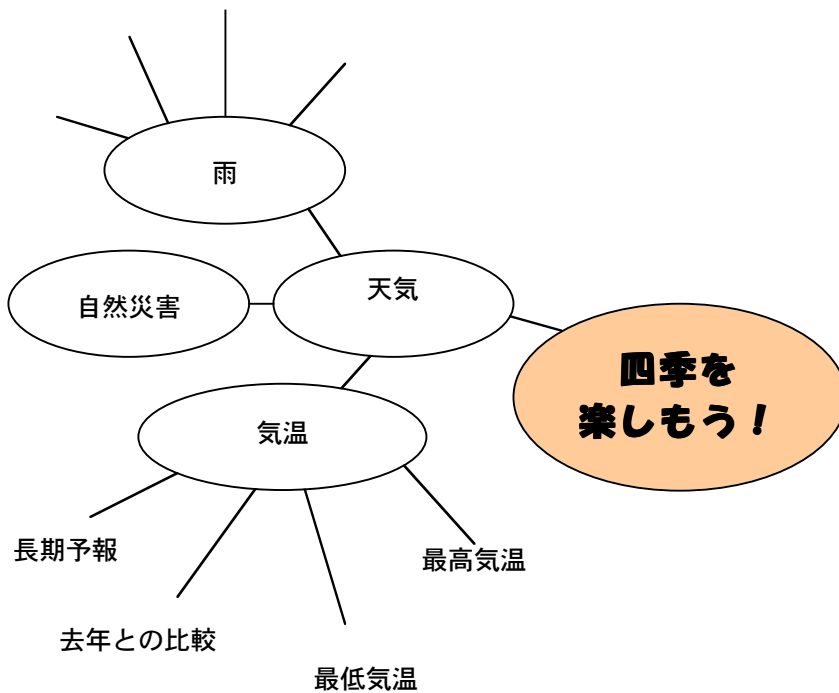 雨
自然災害
天気
四季を
楽しもう！
気温
長期予報
最高気温
去年との比較
最低気温